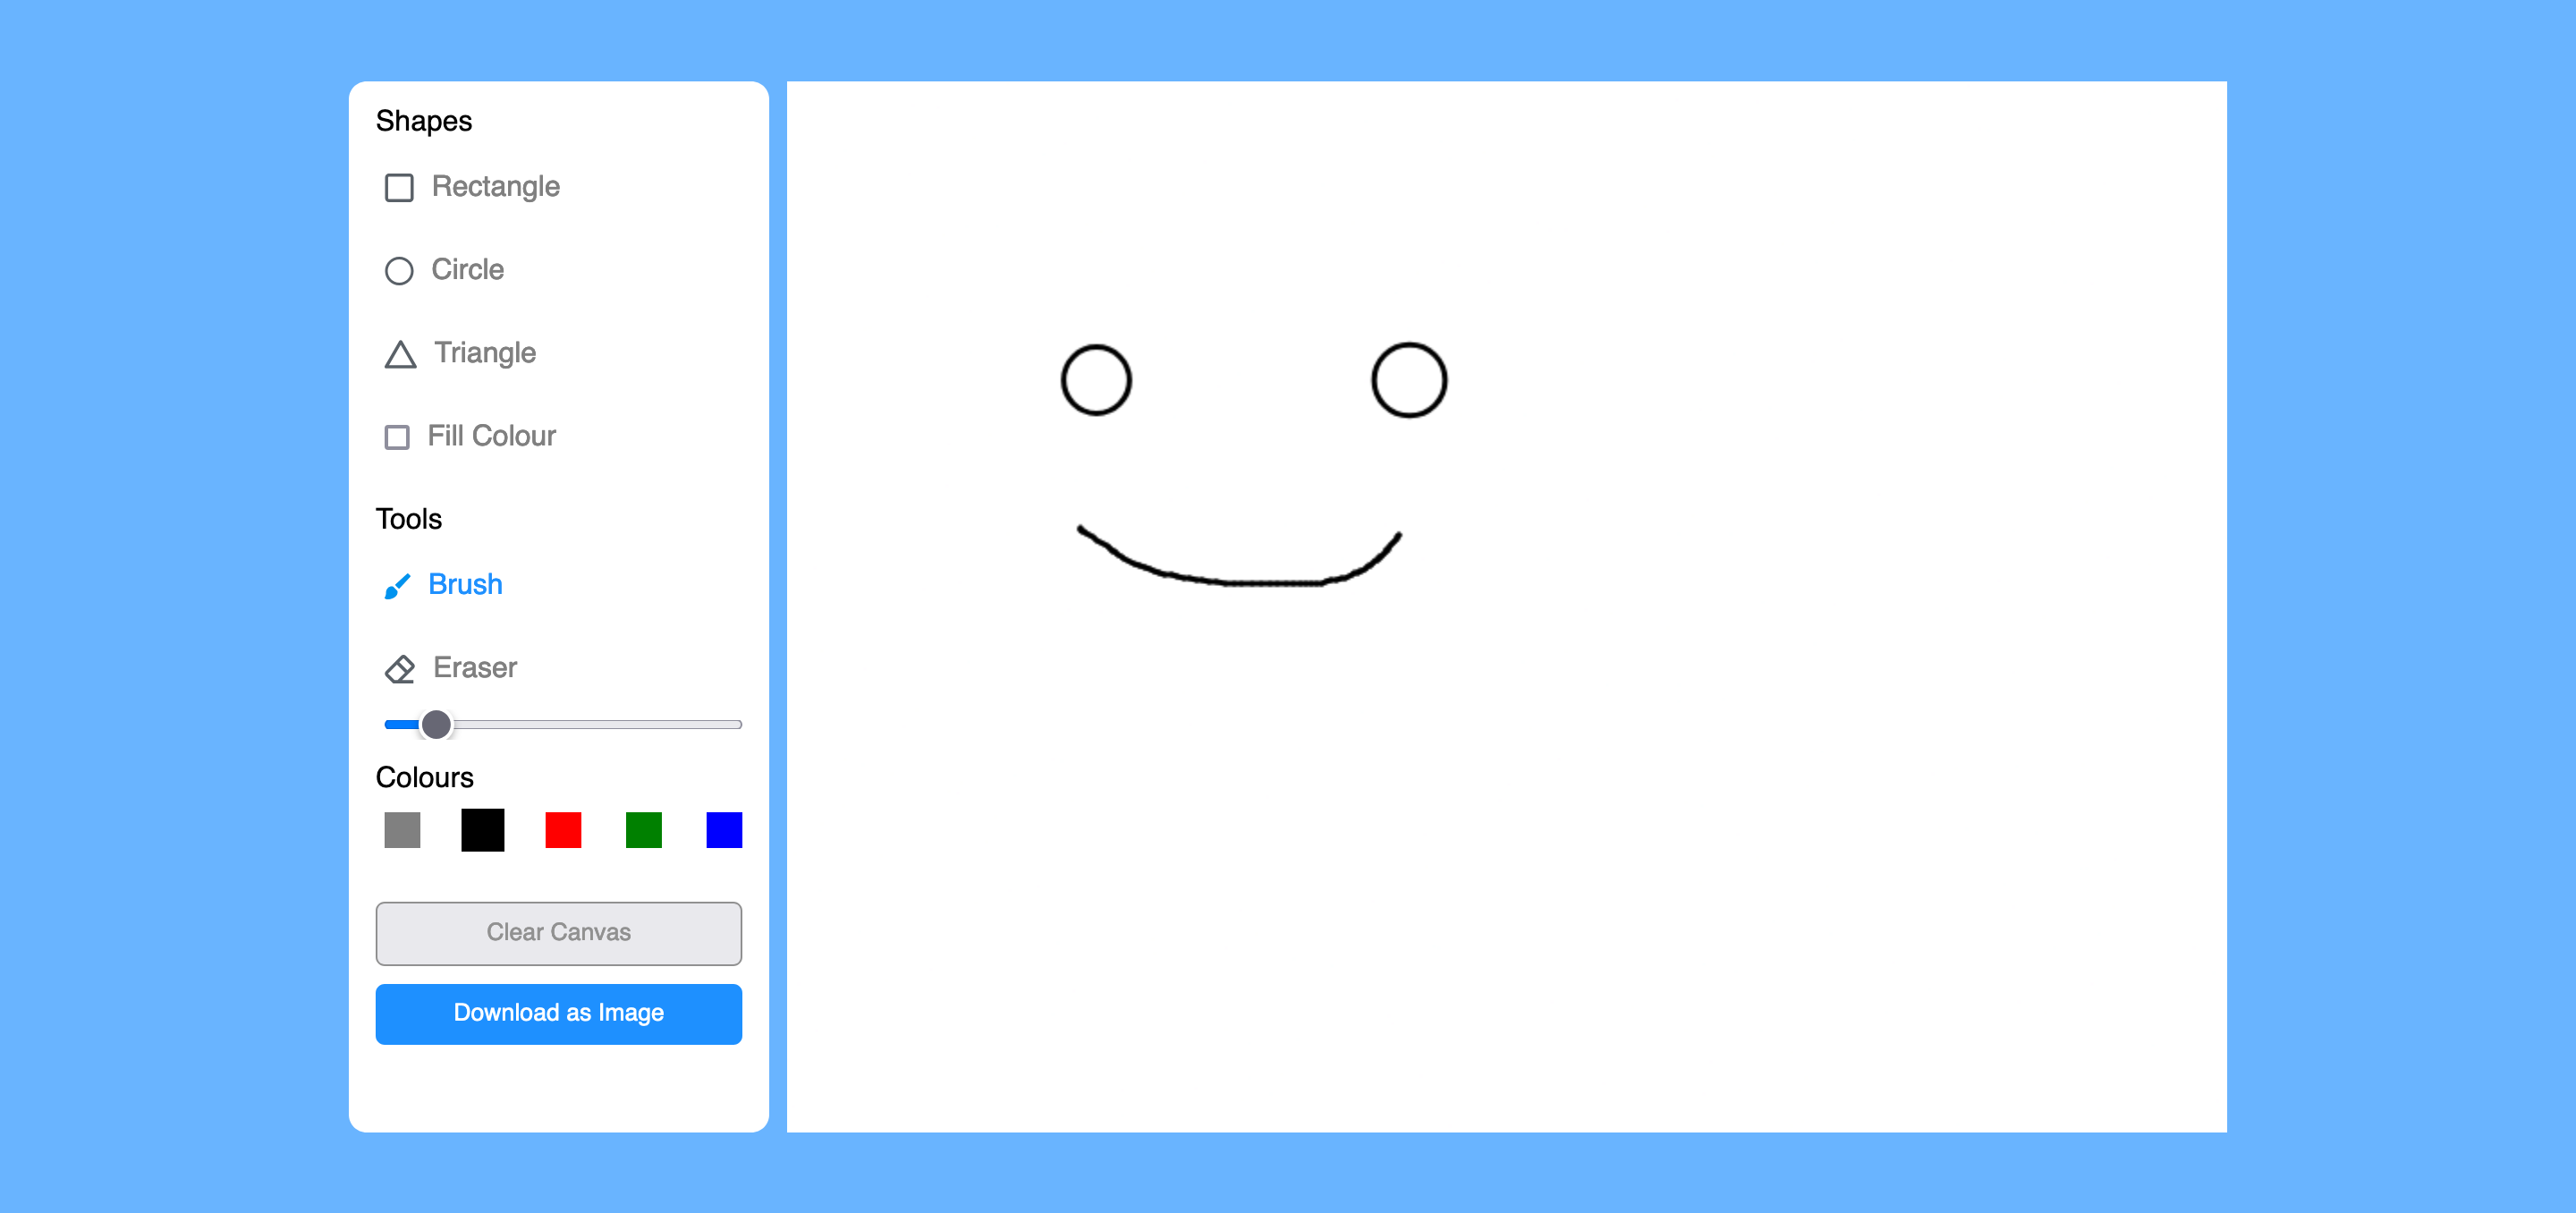 Shapes
Rectangle
Circle
Triangle
Fill Colour
Tools
Brush
Eraser
Colours
Clear Canvas
Download as Image